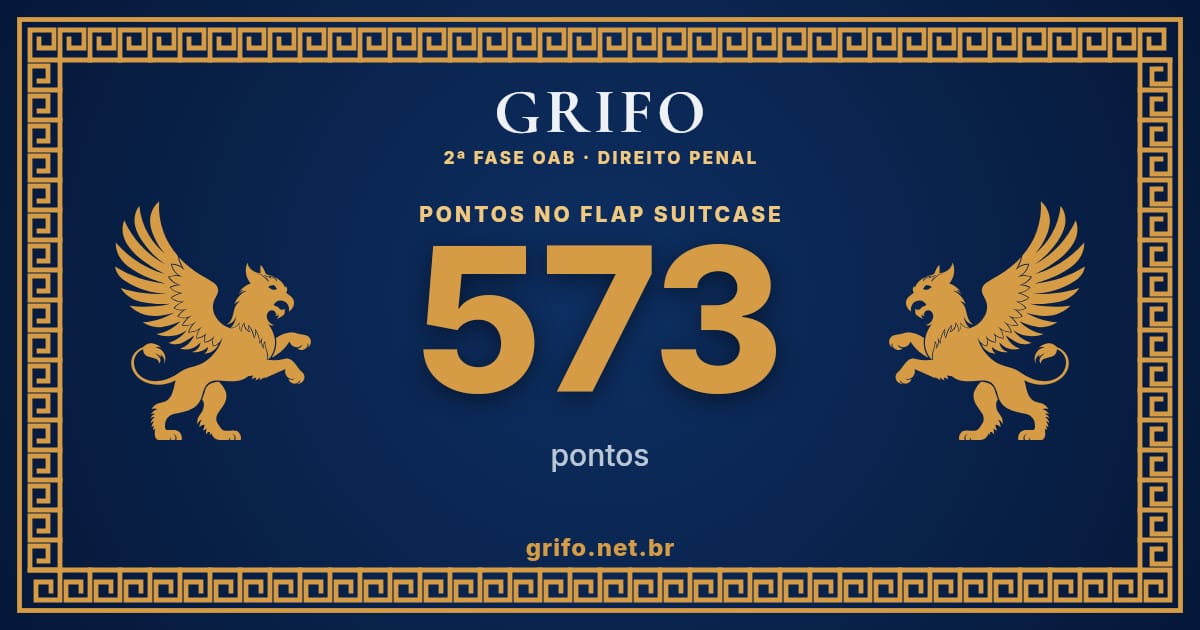 GRIFO
2ª FASE OAB · DIREITO PENAL
PONTOS NO FLAP SUITCASE
573
pontos
grifo.net.br